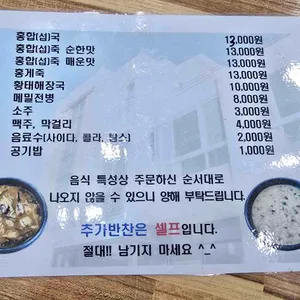 홍합(섭)국 12,000원
홍합(섭)죽 순한맛 13,000원
홍합(섭)죽 매운맛 13,000원
홍게죽 13,000원
황태해장국 10,000원
메밀전병 8,000원
소주 3,000원
맥주, 막걸리 4,000원
음료수(사이다, 콜라, 탐스) 2,000원
공기밥 1,000원
음식 특성상 주문하신 순서대로
나오지 않을 수 있으니 양해 부탁드립니다.
추가반찬은 셀프입니다.
절대!! 남기지 마세요 ^_^